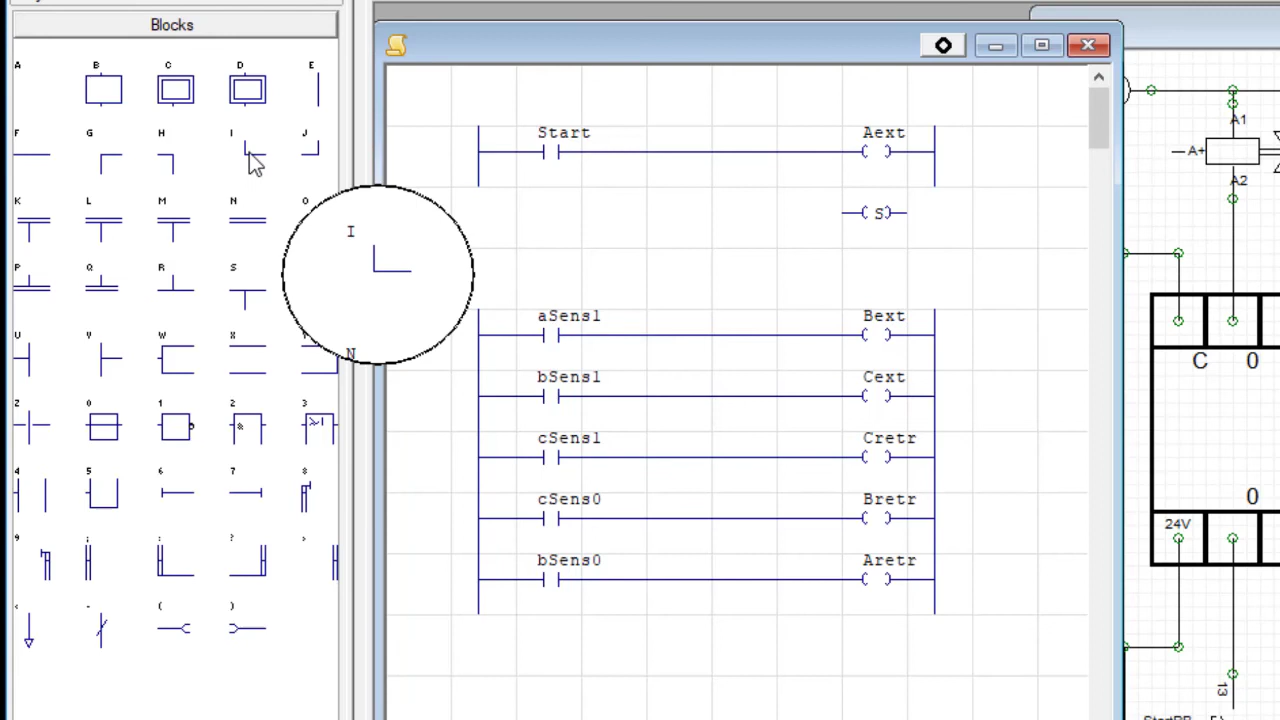 Blocks
A B C D E
F G H I J
K L M N O
P Q R S
U V W X
Z 0 1 2 3
4 5 6 7 8
9 ; : ? >
< - ( )
I
N
Start Aext
S
aSens1 Bext
bSens1 Cext
cSens1 Cretr
cSens0 Bretr
bSens0 Aretr
A1
A+
A2
C 0
0
24V
13